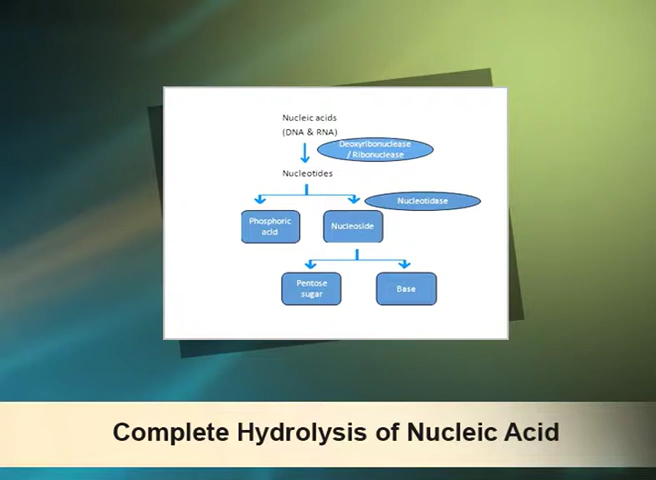 Nucleic acids
(DNA & RNA)
Deoxyribonuclease
/ Ribonuclease
Nucleotides
Nucleotidase
Phosphoric
acid
Nucleoside
Pentose
sugar
Base
Complete Hydrolysis of Nucleic Acid